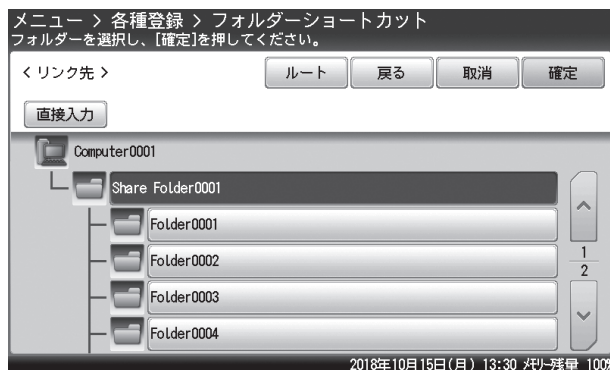 メニュー > 各種登録 > フォルダーショートカット
フォルダーを選択し、[確定]を押してください。
< リンク先 >
ルート 戻る 取消 確定
直接入力
Computer0001
Share Folder0001
Folder0001
Folder0002
1
2
Folder0003
Folder0004
2018年10月15日(月) 13:30 メモリー残量 100%